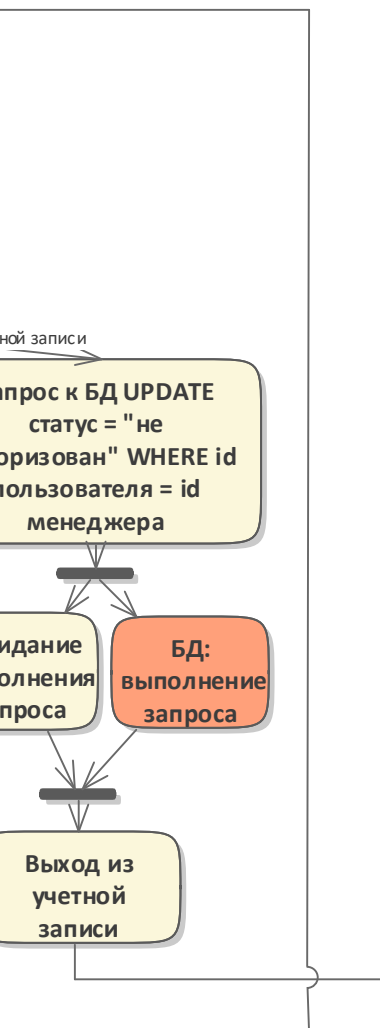 ной записи
апрос к БД UPDATE
статус = "не
оризован" WHERE id
пользователя = id
менеджера
идание
олнения
проса
БД:
выполнение
запроса
Выход из
учетной
записи